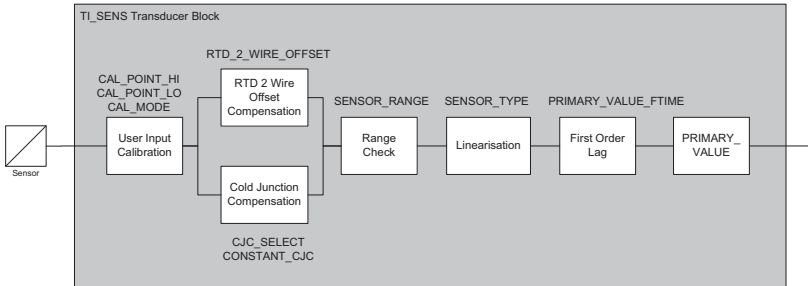 TI_SENS Transducer Block
RTD_2_WIRE_OFFSET
CAL_POINT_HI
CAL_POINT_LO
CAL_MODE
RTD 2 Wire
Offset
Compensation
SENSOR_RANGE
SENSOR_TYPE
PRIMARY_VALUE_FTIME
Sensor
User Input
Calibration
Range
Check
Linearisation
First Order
Lag
PRIMARY_
VALUE
Cold Junction
Compensation
CJC_SELECT
CONSTANT_CJC